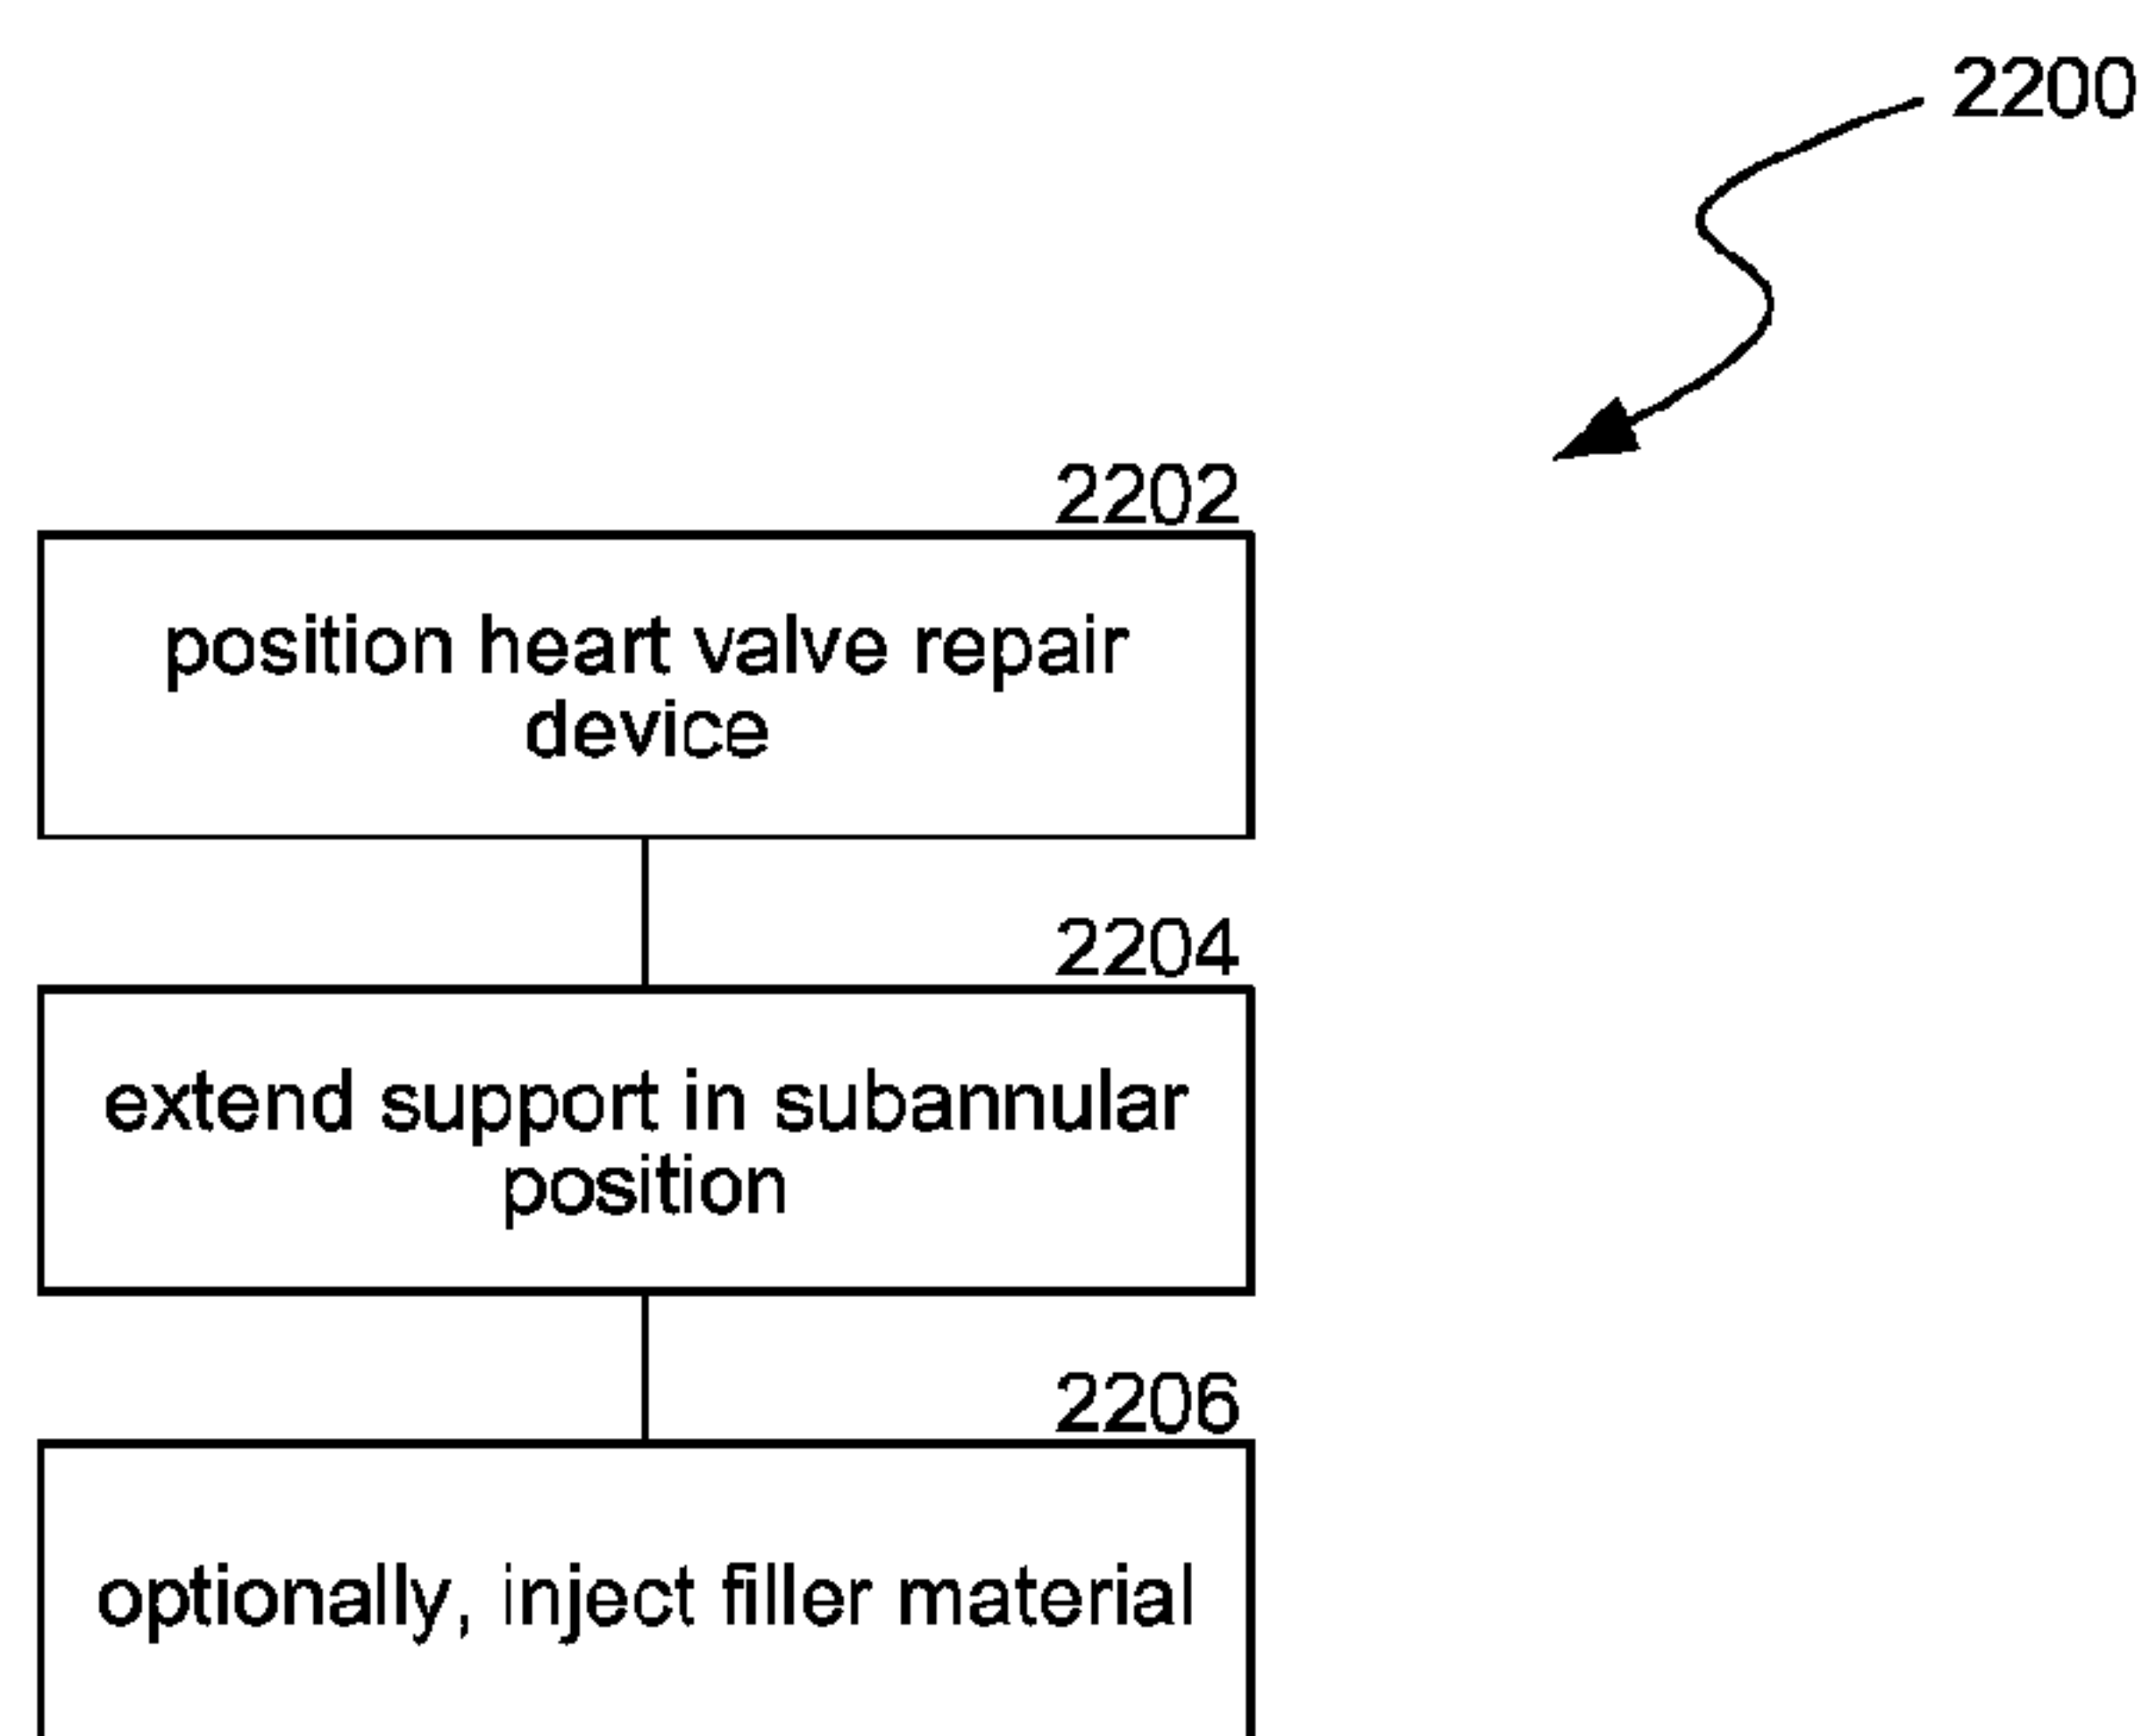 2200
2202
position heart valve repair
device
2204
extend support in subannular
position
2206
optionally, inject filler material